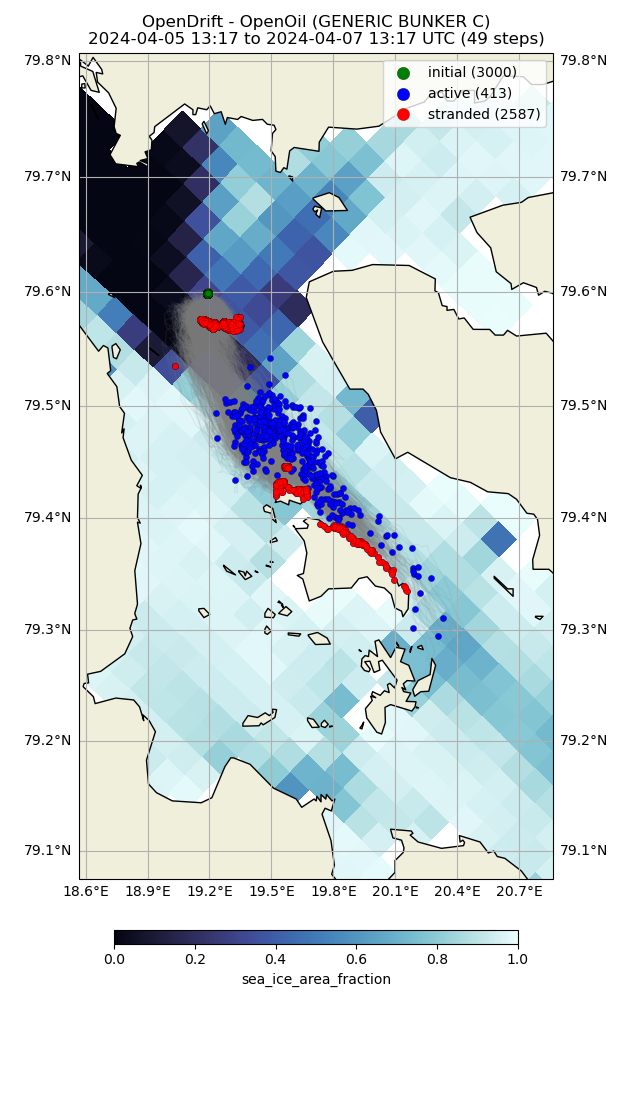 OpenDrift - OpenOil (GENERIC BUNKER C)
2024-04-05 13:17 to 2024-04-07 13:17 UTC (49 steps)
79.8°N 79.8°N
initial (3000)
active (413)
stranded (2587)
79.7°N 79.7°N
79.6°N 79.6°N
79.5°N 79.5°N
79.4°N 79.4°N
79.3°N 79.3°N
79.2°N 79.2°N
79.1°N 79.1°N
18.6°E 18.9°E 19.2°E 19.5°E 19.8°E 20.1°E 20.4°E 20.7°E
0.0 0.2 0.4 0.6 0.8 1.0
sea_ice_area_fraction